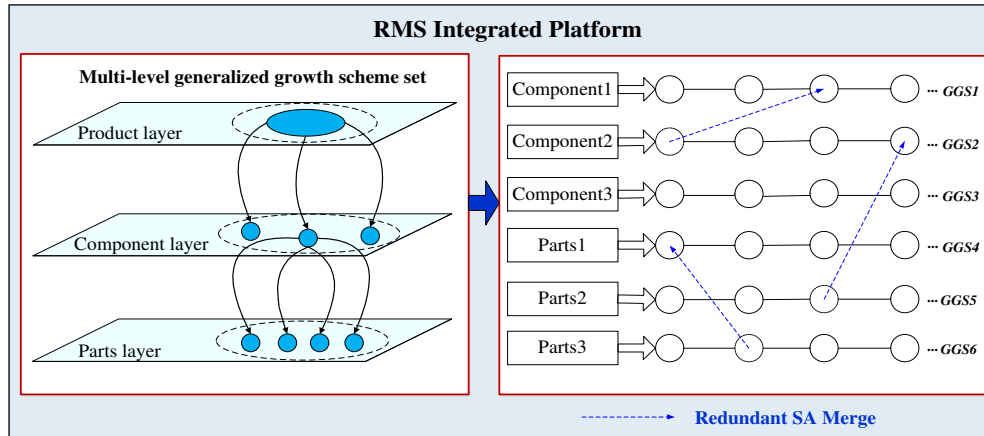 RMS Integrated Platform
Multi-level generalized growth scheme set
Product layer
Component layer
Parts layer
Component1
··· GGS1
Component2
··· GGS2
Component3
··· GGS3
Parts1
··· GGS4
Parts2
··· GGS5
Parts3
··· GGS6
Redundant SA Merge